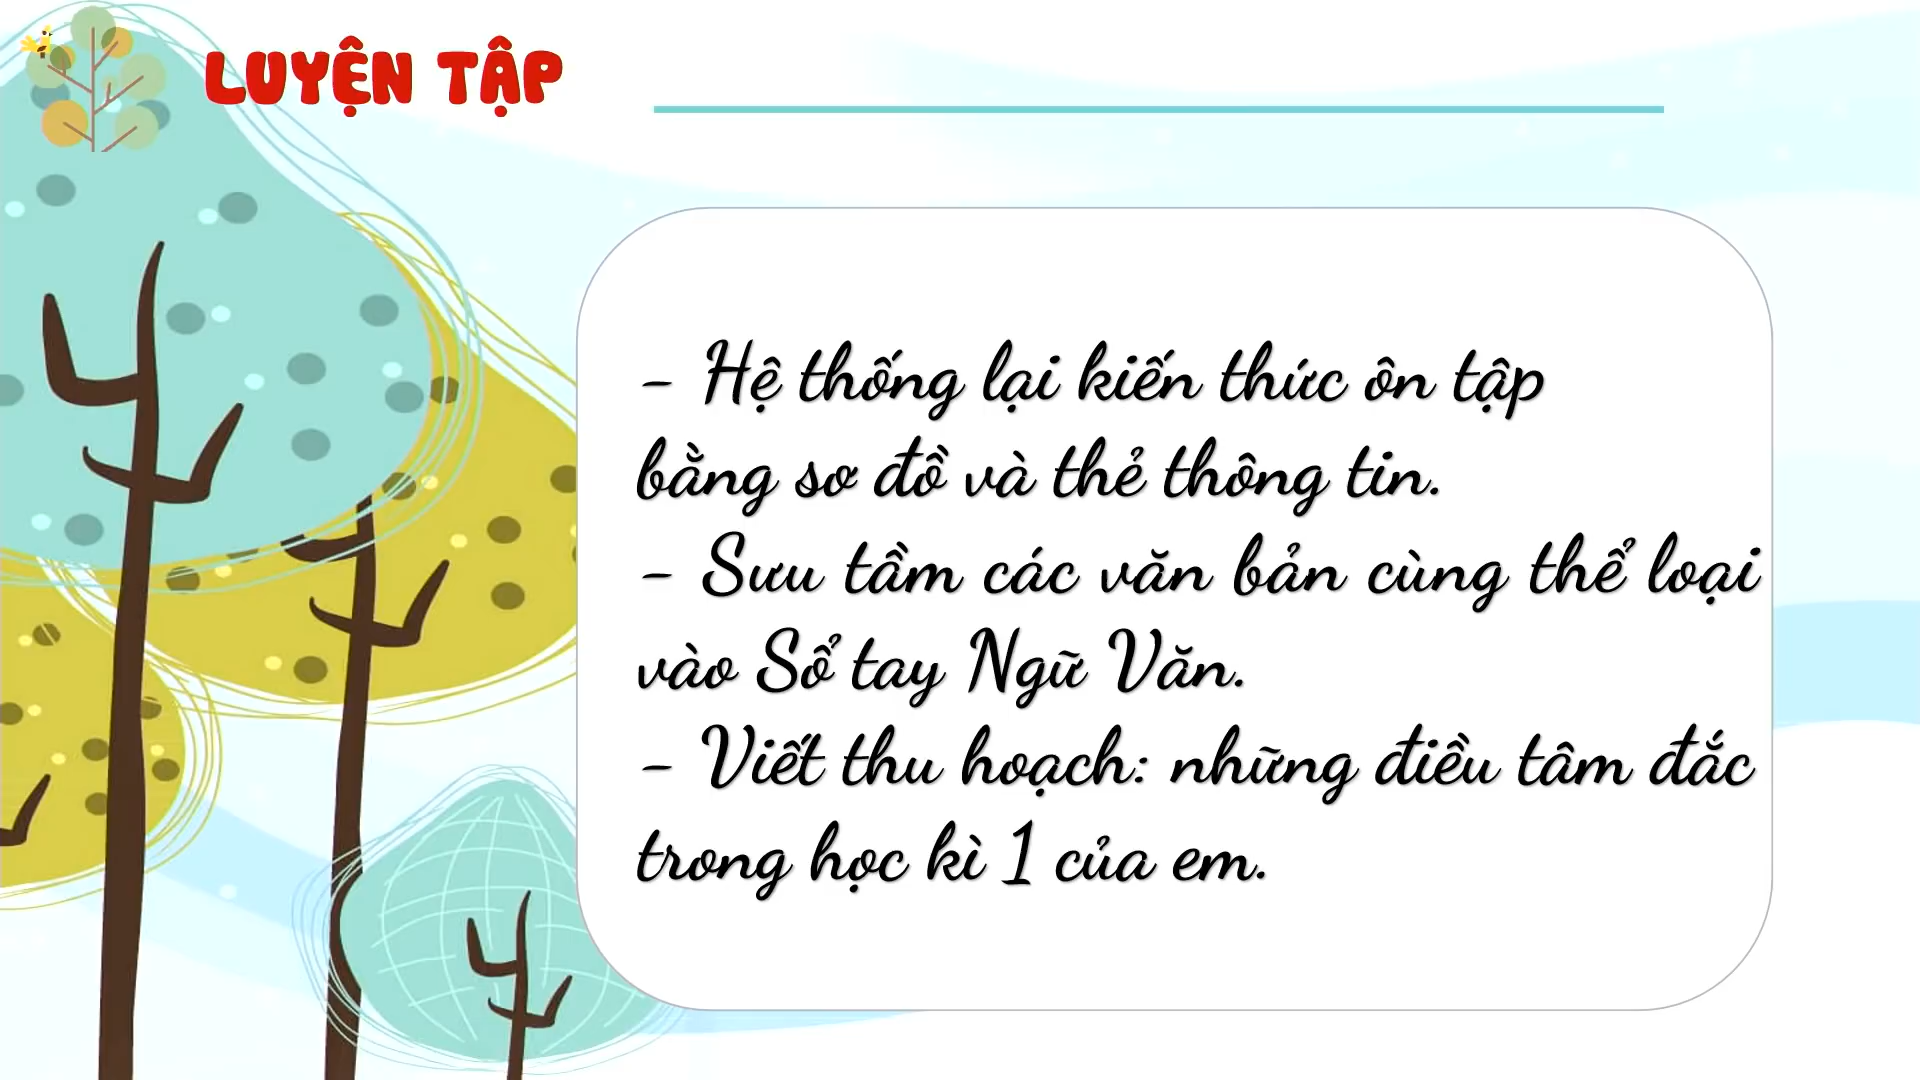 LUYỆN TẬP
- Hệ thống lại kiến thức ôn tập
bằng sơ đồ và thẻ thông tin.
- Sưu tầm các văn bản cùng thể loại
vào Sổ tay Ngữ Văn.
- Viết thu hoạch: những điều tâm đắc
trong học kì 1 của em.